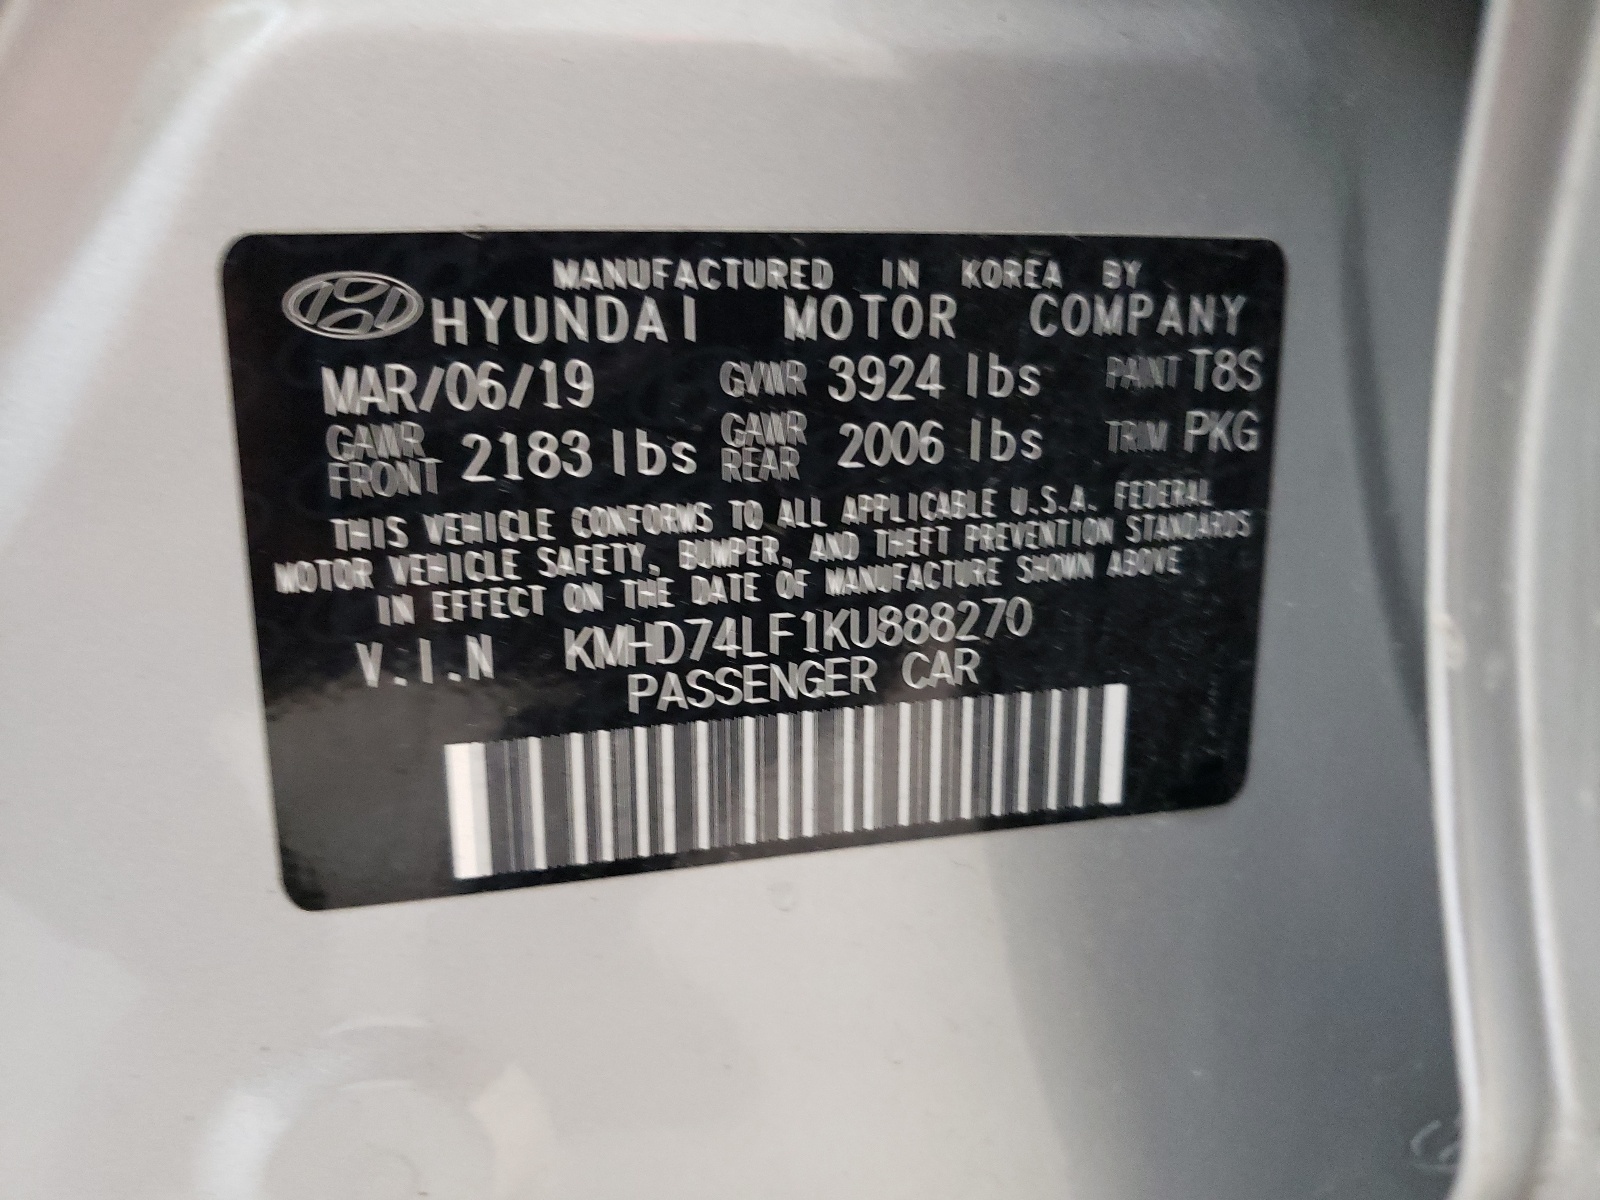 MANUFACTURED IN KOREA BY
HYUNDAI MOTOR COMPANY
MAR/06/19 GVWR 3924 lbs PAINT T8S
GAWR FRONT 2183 lbs GAWR REAR 2006 lbs TRIM PKG
THIS VEHICLE CONFORMS TO ALL APPLICABLE U.S.A. FEDERAL
MOTOR VEHICLE SAFETY, BUMPER, AND THEFT PREVENTION STANDARDS
IN EFFECT ON THE DATE OF MANUFACTURE SHOWN ABOVE
V.I.N KMHD74LF1KU888270
PASSENGER CAR